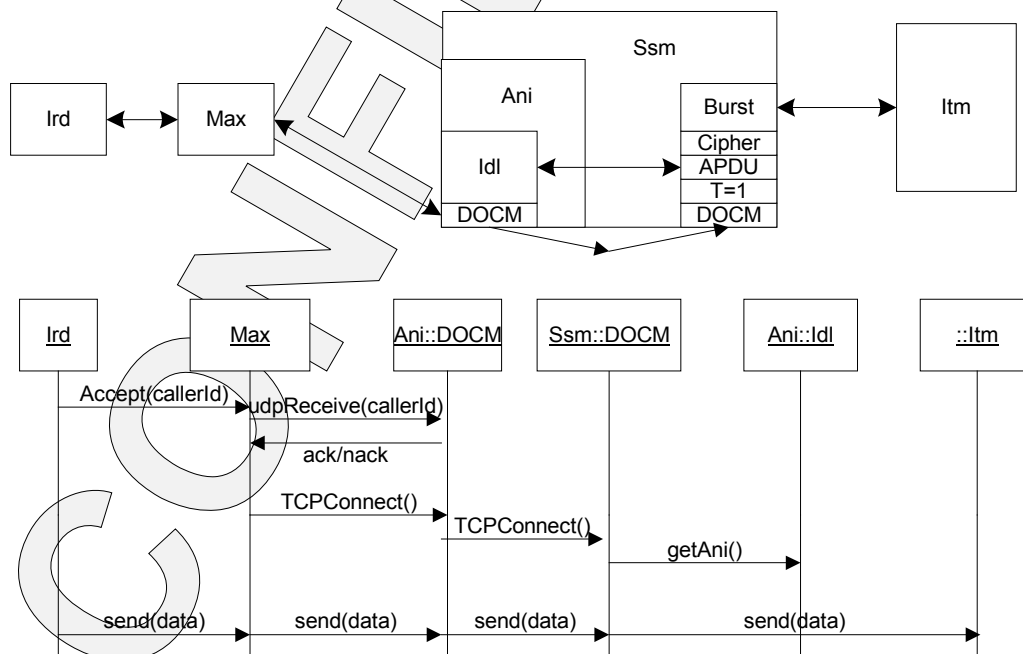 Ssm
Ani
Ird
Max
Burst
Itm
Cipher
Idl
APDU
T=1
DOCM
DOCM
Ird
Max
Ani::DOCM
Ssm::DOCM
Ani::Idl
::Itm
Accept(callerId)
udpReceive(callerId)
ack/nack
TCPConnect()
TCPConnect()
getAni()
send(data)
send(data)
send(data)
send(data)